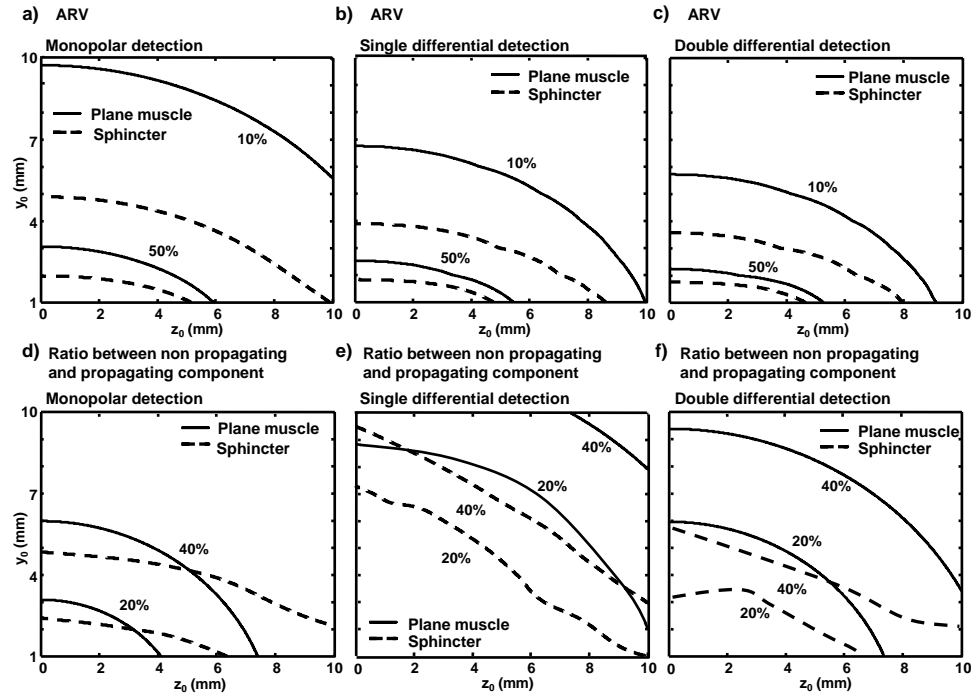 a) ARV
Monopolar detection
10
7
4
1
y0 (mm)
Plane muscle
Sphincter
10%
50%
0 2 4 6 8 10
z0 (mm)
b) ARV
Single differential detection
Plane muscle
Sphincter
10%
50%
0 2 4 6 8 10
z0 (mm)
c) ARV
Double differential detection
Plane muscle
Sphincter
10%
50%
0 2 4 6 8 10
z0 (mm)
d) Ratio between non propagating
and propagating component
Monopolar detection
10
7
4
1
y0 (mm)
Plane muscle
Sphincter
40%
20%
0 2 4 6 8 10
z0 (mm)
e) Ratio between non propagating
and propagating component
Single differential detection
40%
20%
40%
20%
Plane muscle
Sphincter
0 2 4 6 8 10
z0 (mm)
f) Ratio between non propagating
and propagating component
Double differential detection
Plane muscle
Sphincter
40%
20%
40%
20%
0 2 4 6 8 10
z0 (mm)